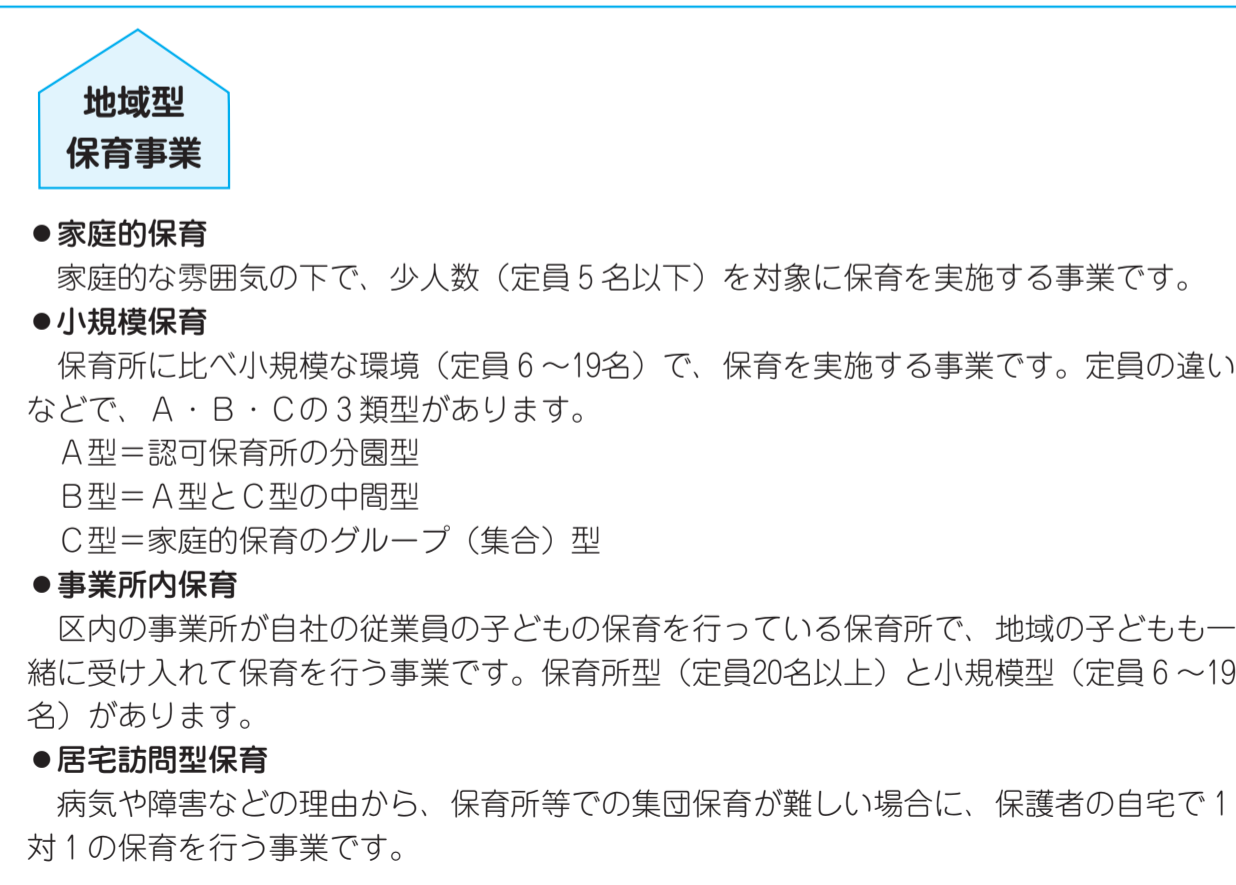 地域型
保育事業
●家庭的保育
　家庭的な雰囲気の下で、少人数（定員５名以下）を対象に保育を実施する事業です。
●小規模保育
　保育所に比べ小規模な環境（定員６～19名）で、保育を実施する事業です。定員の違い
などで、Ａ・Ｂ・Ｃの３類型があります。
　Ａ型＝認可保育所の分園型
　Ｂ型＝Ａ型とＣ型の中間型
　Ｃ型＝家庭的保育のグループ（集合）型
●事業所内保育
　区内の事業所が自社の従業員の子どもの保育を行っている保育所で、地域の子どもも一
緒に受け入れて保育を行う事業です。保育所型（定員20名以上）と小規模型（定員６～19
名）があります。
●居宅訪問型保育
　病気や障害などの理由から、保育所等での集団保育が難しい場合に、保護者の自宅で１
対１の保育を行う事業です。